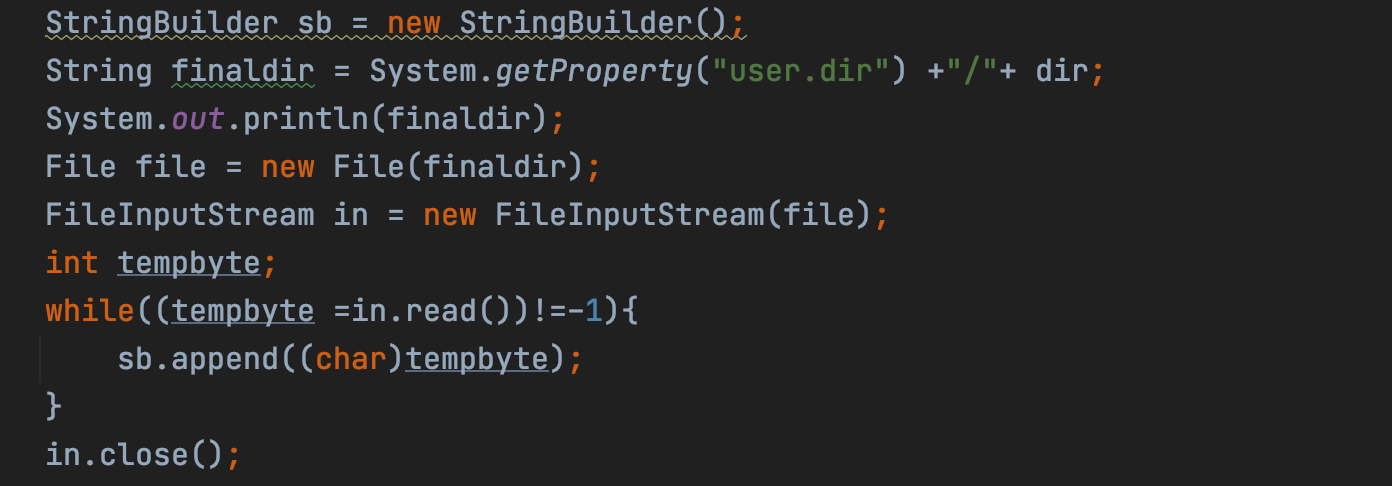 StringBuilder sb = new StringBuilder();
String finaldir = System.getProperty("user.dir") +"/"+ dir;
System.out.println(finaldir);
File file = new File(finaldir);
FileInputStream in = new FileInputStream(file);
int tempbyte;
while((tempbyte =in.read())!=-1){
    sb.append((char)tempbyte);
}
in.close();